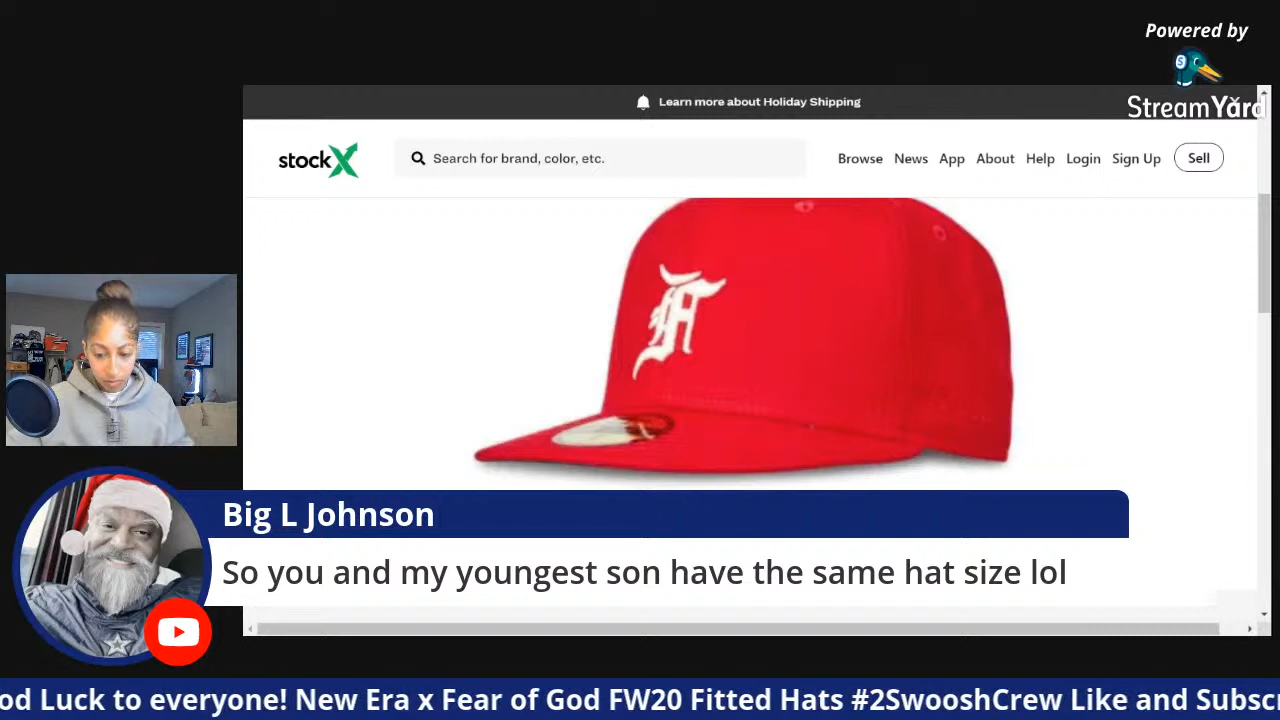 Powered by
StreamYard
Learn more about Holiday Shipping
stockX
Search for brand, color, etc.
Browse News App About Help Login Sign Up Sell
Big L Johnson
So you and my youngest son have the same hat size lol
od Luck to everyone! New Era x Fear of God FW20 Fitted Hats #2SwooshCrew Like and Subsc